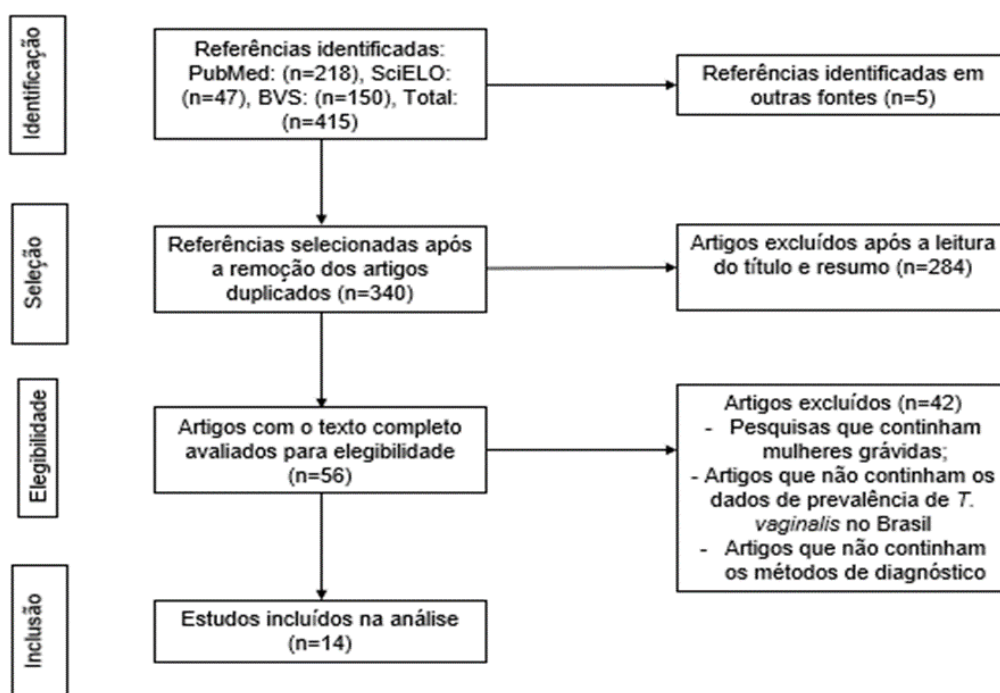 Identificação
Referências identificadas:
PubMed: (n=218), SciELO:
(n=47), BVS: (n=150), Total:
(n=415)
Referências identificadas em
outras fontes (n=5)
Seleção
Referências selecionadas após
a remoção dos artigos
duplicados (n=340)
Artigos excluídos após a leitura
do título e resumo (n=284)
Elegibilidade
Artigos com o texto completo
avaliados para elegibilidade
(n=56)
Artigos excluídos (n=42)
- Pesquisas que continham
mulheres grávidas;
- Artigos que não continham os
dados de prevalência de T.
vaginalis no Brasil
- Artigos que não continham
os métodos de diagnóstico
Inclusão
Estudos incluídos na análise
(n=14)